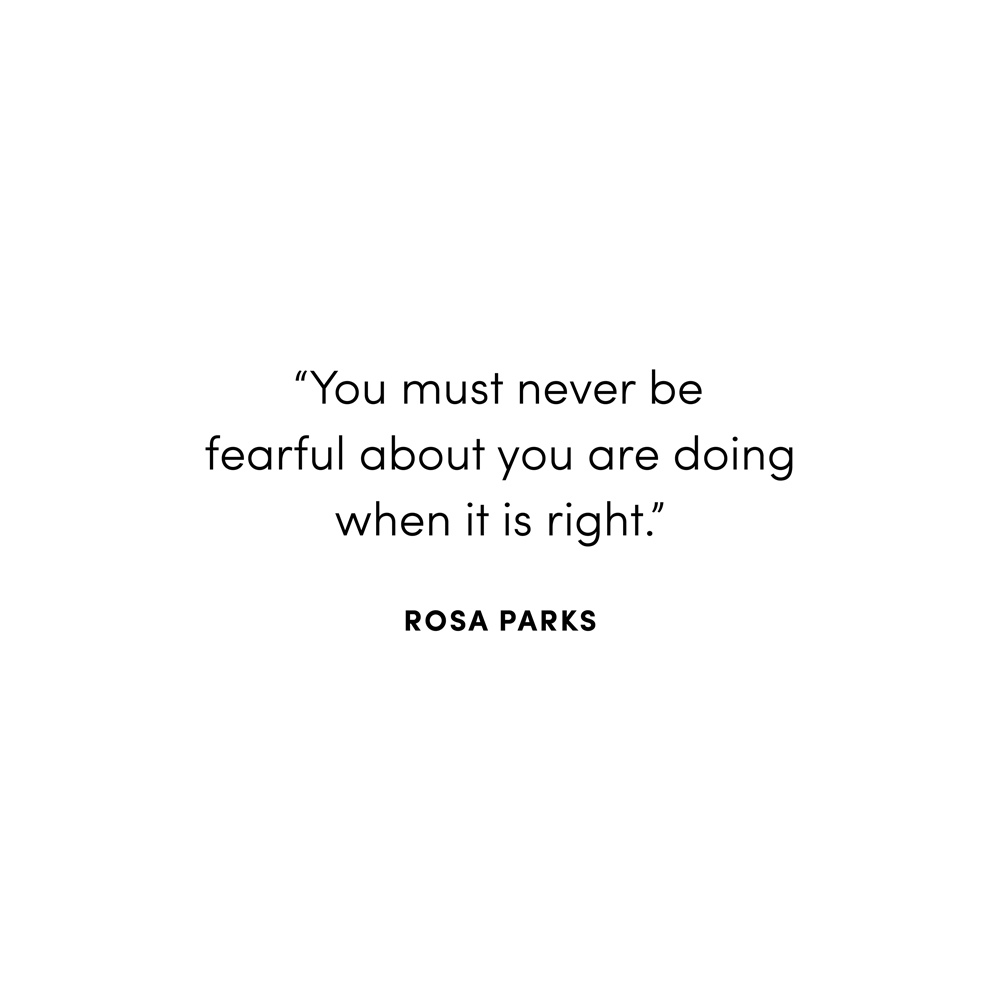 “You must never be
fearful about you are doing
when it is right.”
ROSA PARKS